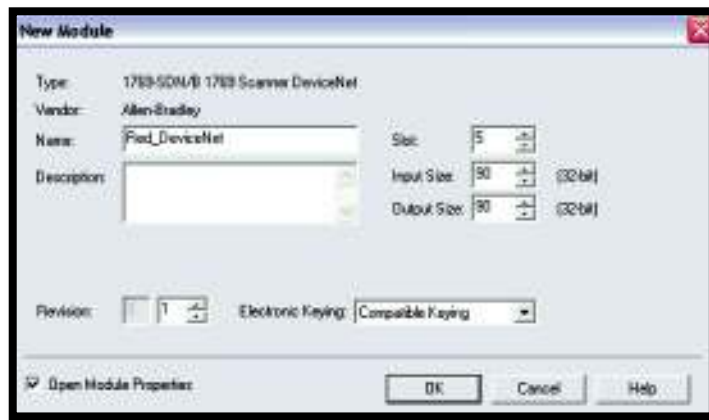 New Module
Type: 1769-SDN/B 1769 Scanner DeviceNet
Vendor: Allen-Bradley
Name: Red_DeviceNet Slot: 5
Description: Input Size: 90 (32-bit)
Output Size: 90 (32-bit)
Revision: 1 Electronic Keying: Compatible Keying
Open Module Properties OK Cancel Help